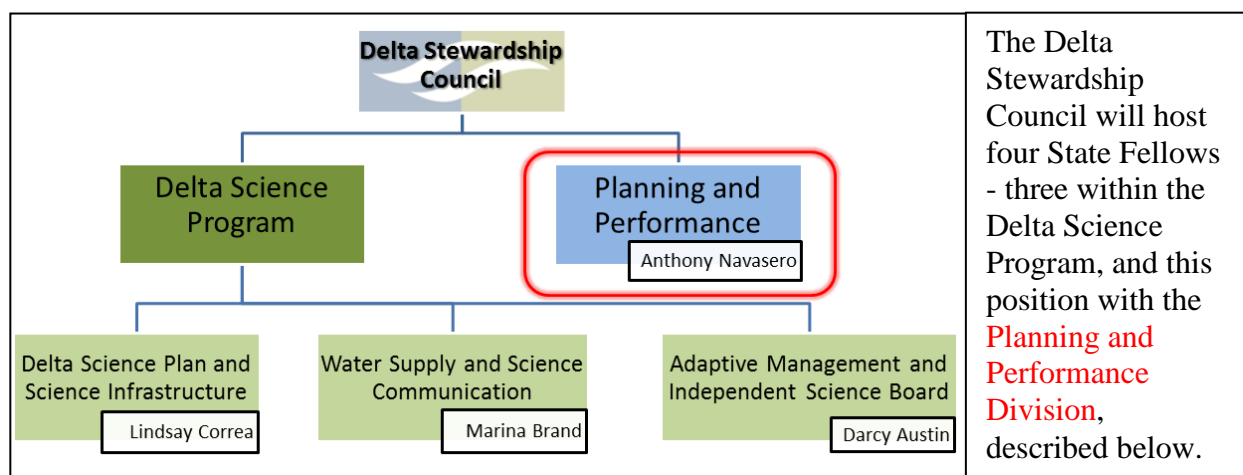 Delta Stewardship
Council
Delta Science
Program
Planning and
Performance
Anthony Navasero
Delta Science Plan and
Science Infrastructure
Lindsay Correa
Water Supply and Science
Communication
Marina Brand
Adaptive Management and
Independent Science Board
Darcy Austin
The Delta
Stewardship
Council will host
four State Fellows
- three within the
Delta Science
Program, and this
position with the
Planning and
Performance
Division,
described below.